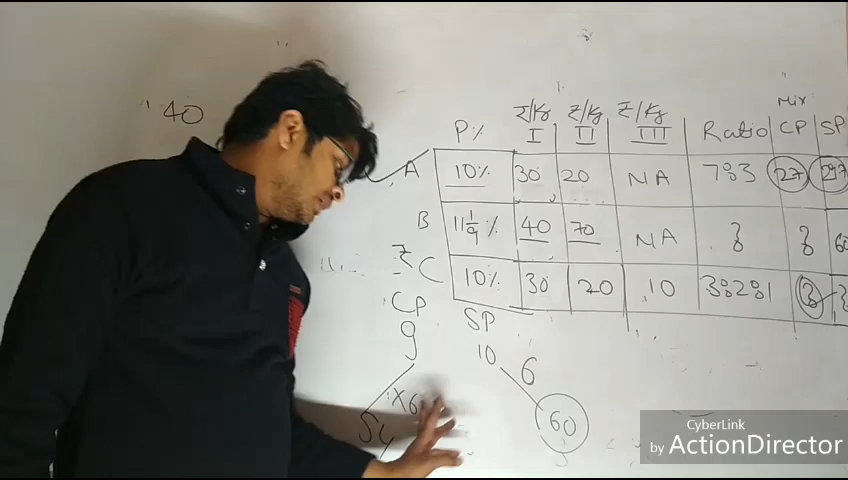 40
Mix
₹/Kg ₹/Kg ₹/Kg
P% I II III Ratio CP SP
A 10% 30 20 NA 7:3 27 297
B 11 1/9 % 40 70 NA ? ? 60
₹ C 10% 30 20 10 3:2:1 ? ?
CP SP
9 10 6
×6
54 60
CyberLink
by ActionDirector